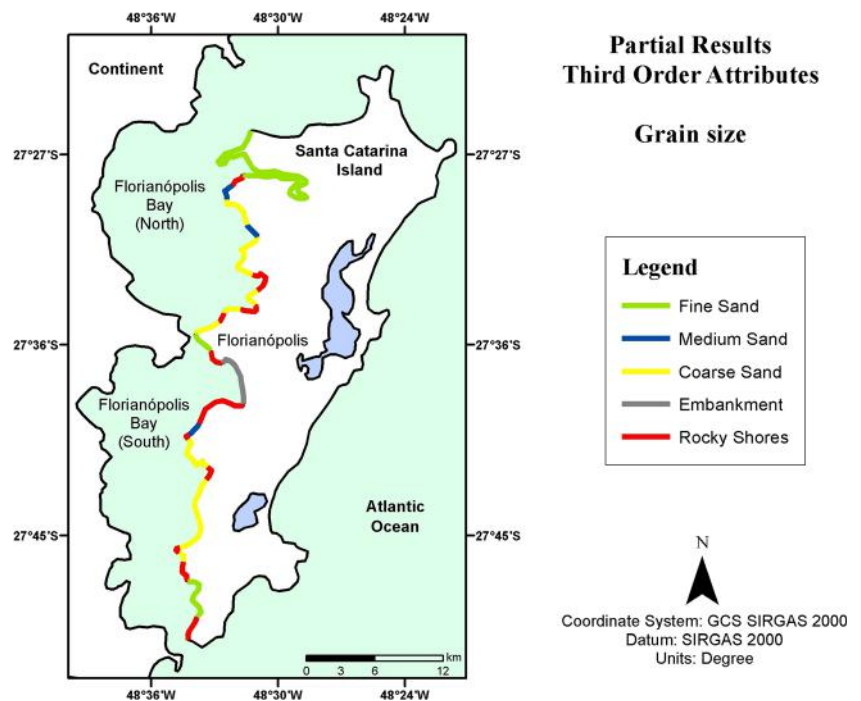 48°36'W
48°30'W
48°24'W
Partial Results
Third Order Attributes
Grain size
Continent
Santa Catarina
Island
27°27'S
27°27'S
Florianópolis
Bay
(North)
Legend
Fine Sand
Medium Sand
Coarse Sand
Embankment
Rocky Shores
27°36'S
Florianópolis
27°36'S
Florianópolis
Bay
(South)
Atlantic
Ocean
27°45'S
27°45'S
N
Coordinate System: GCS SIRGAS 2000
Datum: SIRGAS 2000
Units: Degree
km
0 3 6 12
48°36'W
48°30'W
48°24'W